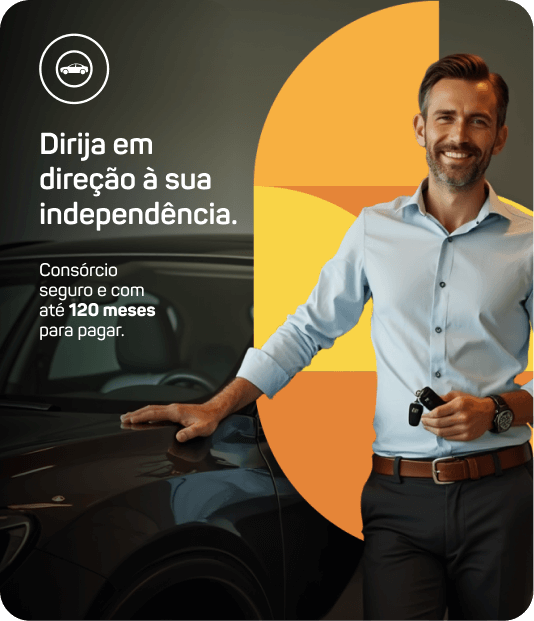 Dirija em
direção à sua
independência.
Consórcio
seguro e com
até 120 meses
para pagar.